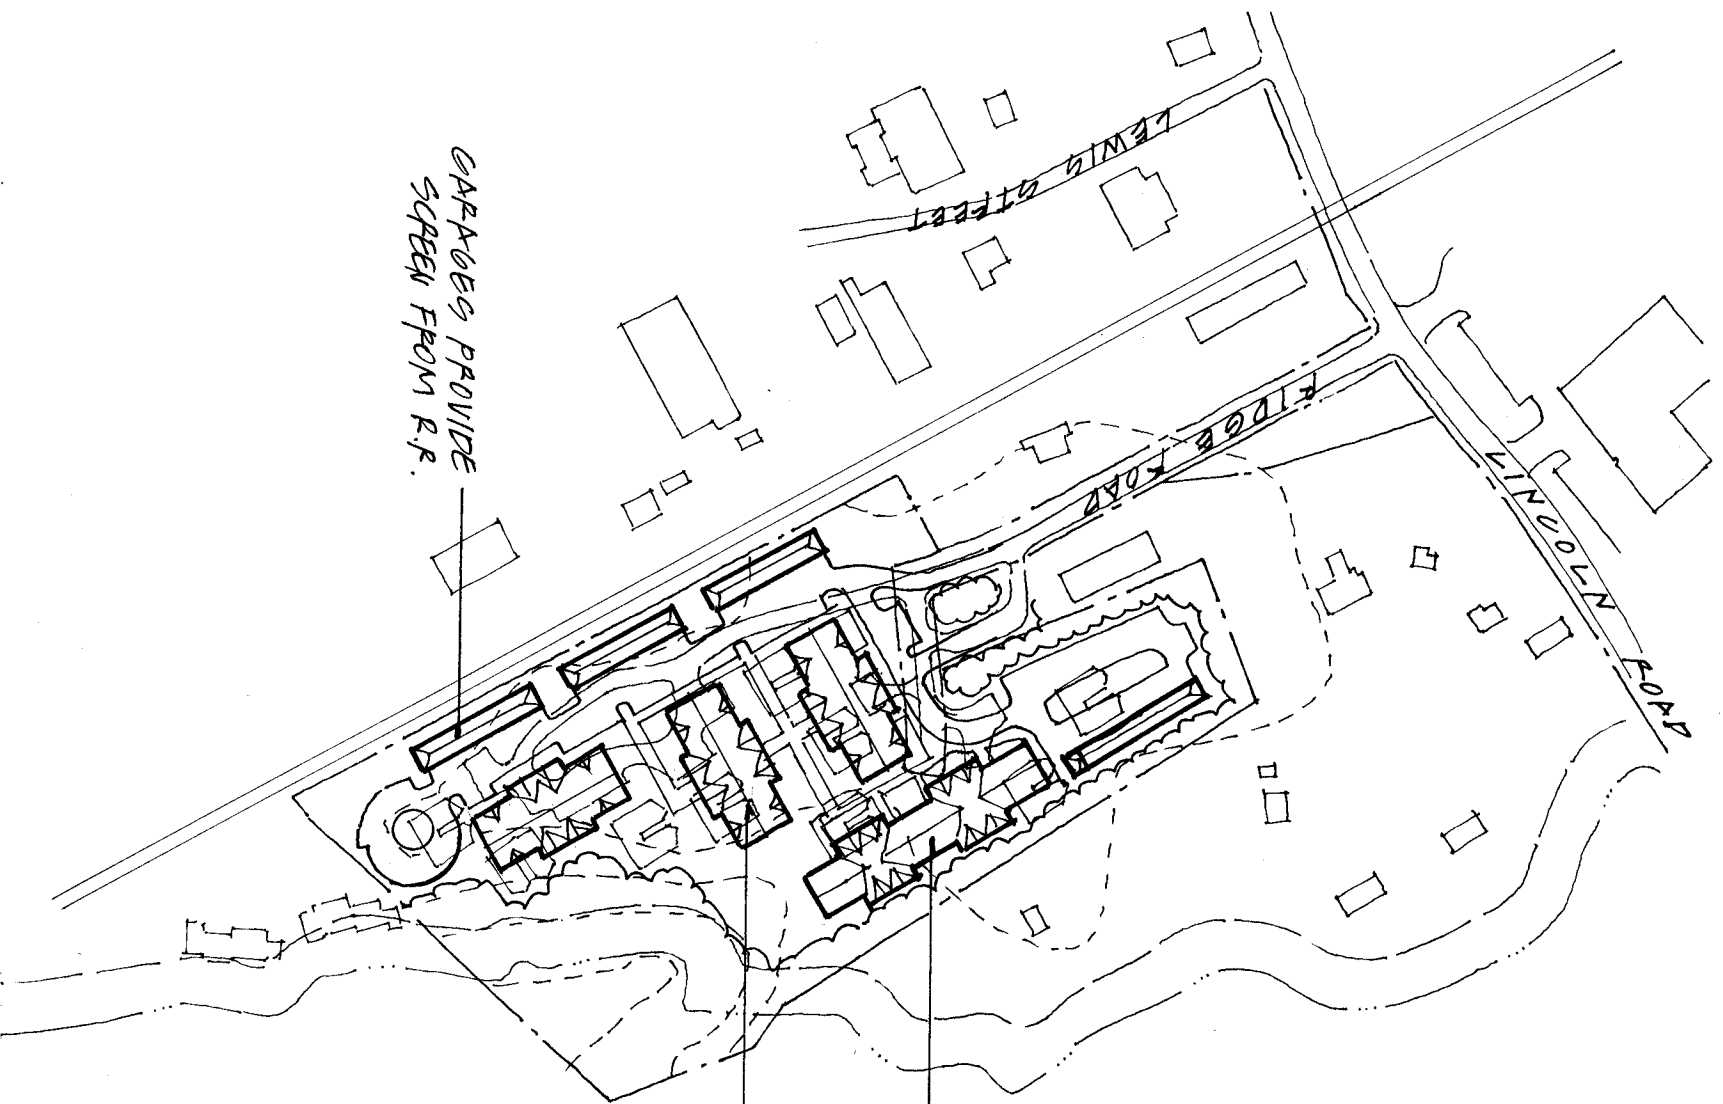 LEWIS STREET
GARAGES PROVIDE
SCREEN FROM R.R.
RIDGE ROAD
LINCOLN ROAD